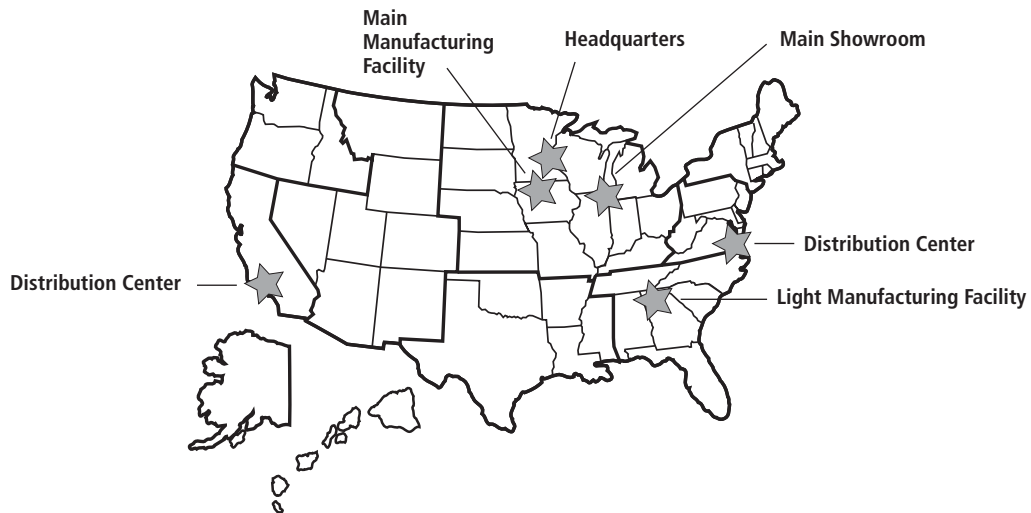 Main
Manufacturing
Facility
Headquarters
Main Showroom
Distribution Center
Distribution Center
Light Manufacturing Facility